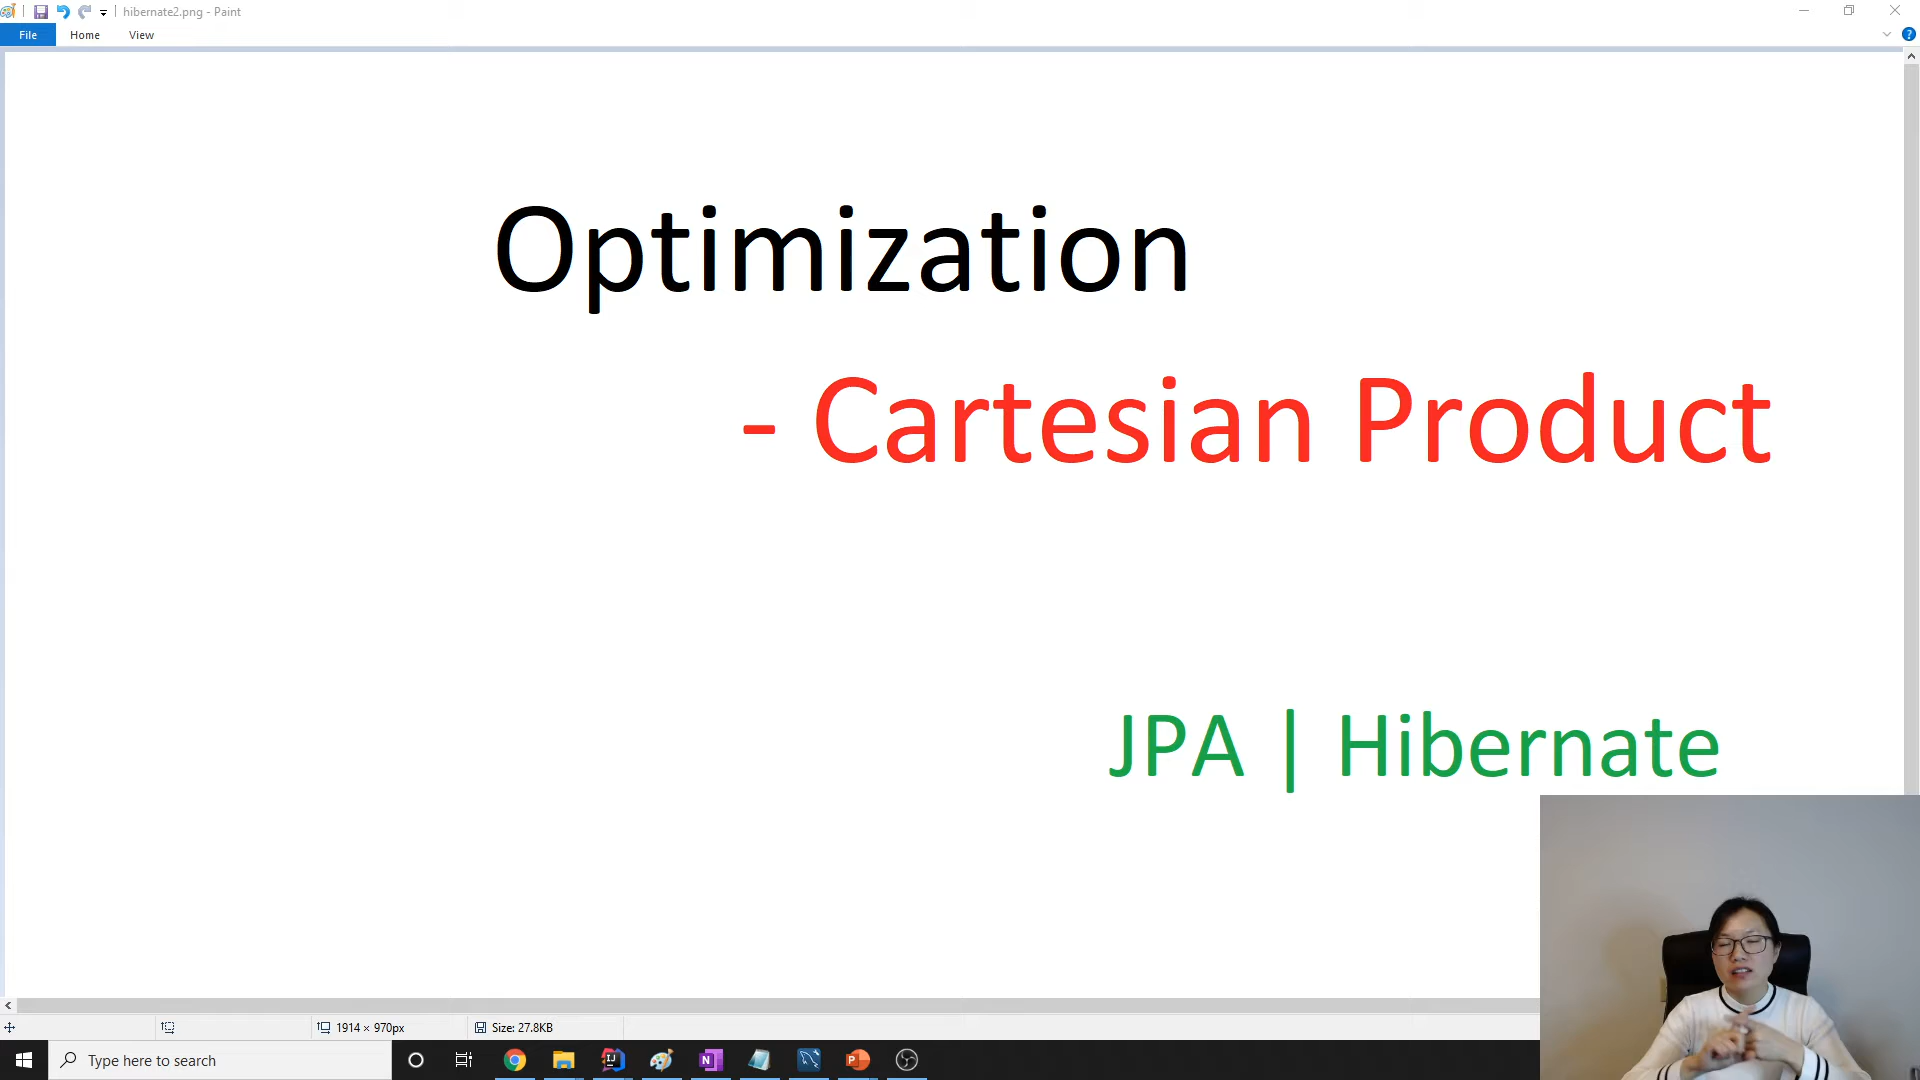 hibernate2.png - Paint
File Home View
Optimization
- Cartesian Product
JPA | Hibernate
1914 × 970px
Size: 27.8KB
Type here to search